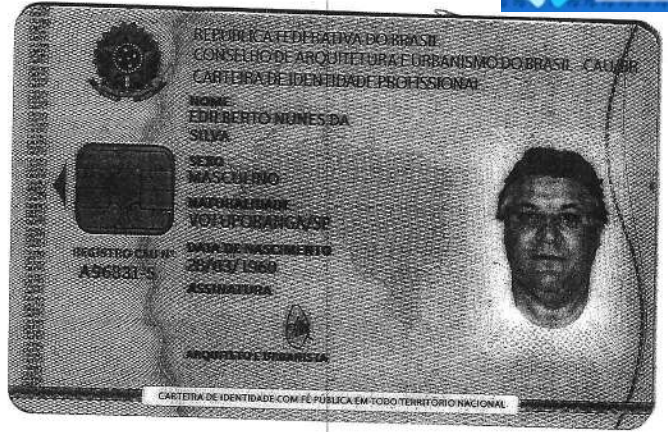 REPÚBLICA FEDERATIVA DO BRASIL
CONSELHO DE ARQUITETURA E URBANISMO DO BRASIL - CAU/BR
CARTEIRA DE IDENTIDADE PROFISSIONAL
NOME
EDILBERTO NUNES DA
SILVA
SEXO
MASCULINO
NATURALIDADE
VOTUPORANGA/SP
REGISTRO CAU Nº
DATA DE NASCIMENTO
ASSINATURA
ARQUITETO E URBANISTA
CARTEIRA DE IDENTIDADE COM FÉ PÚBLICA EM TODO TERRITÓRIO NACIONAL